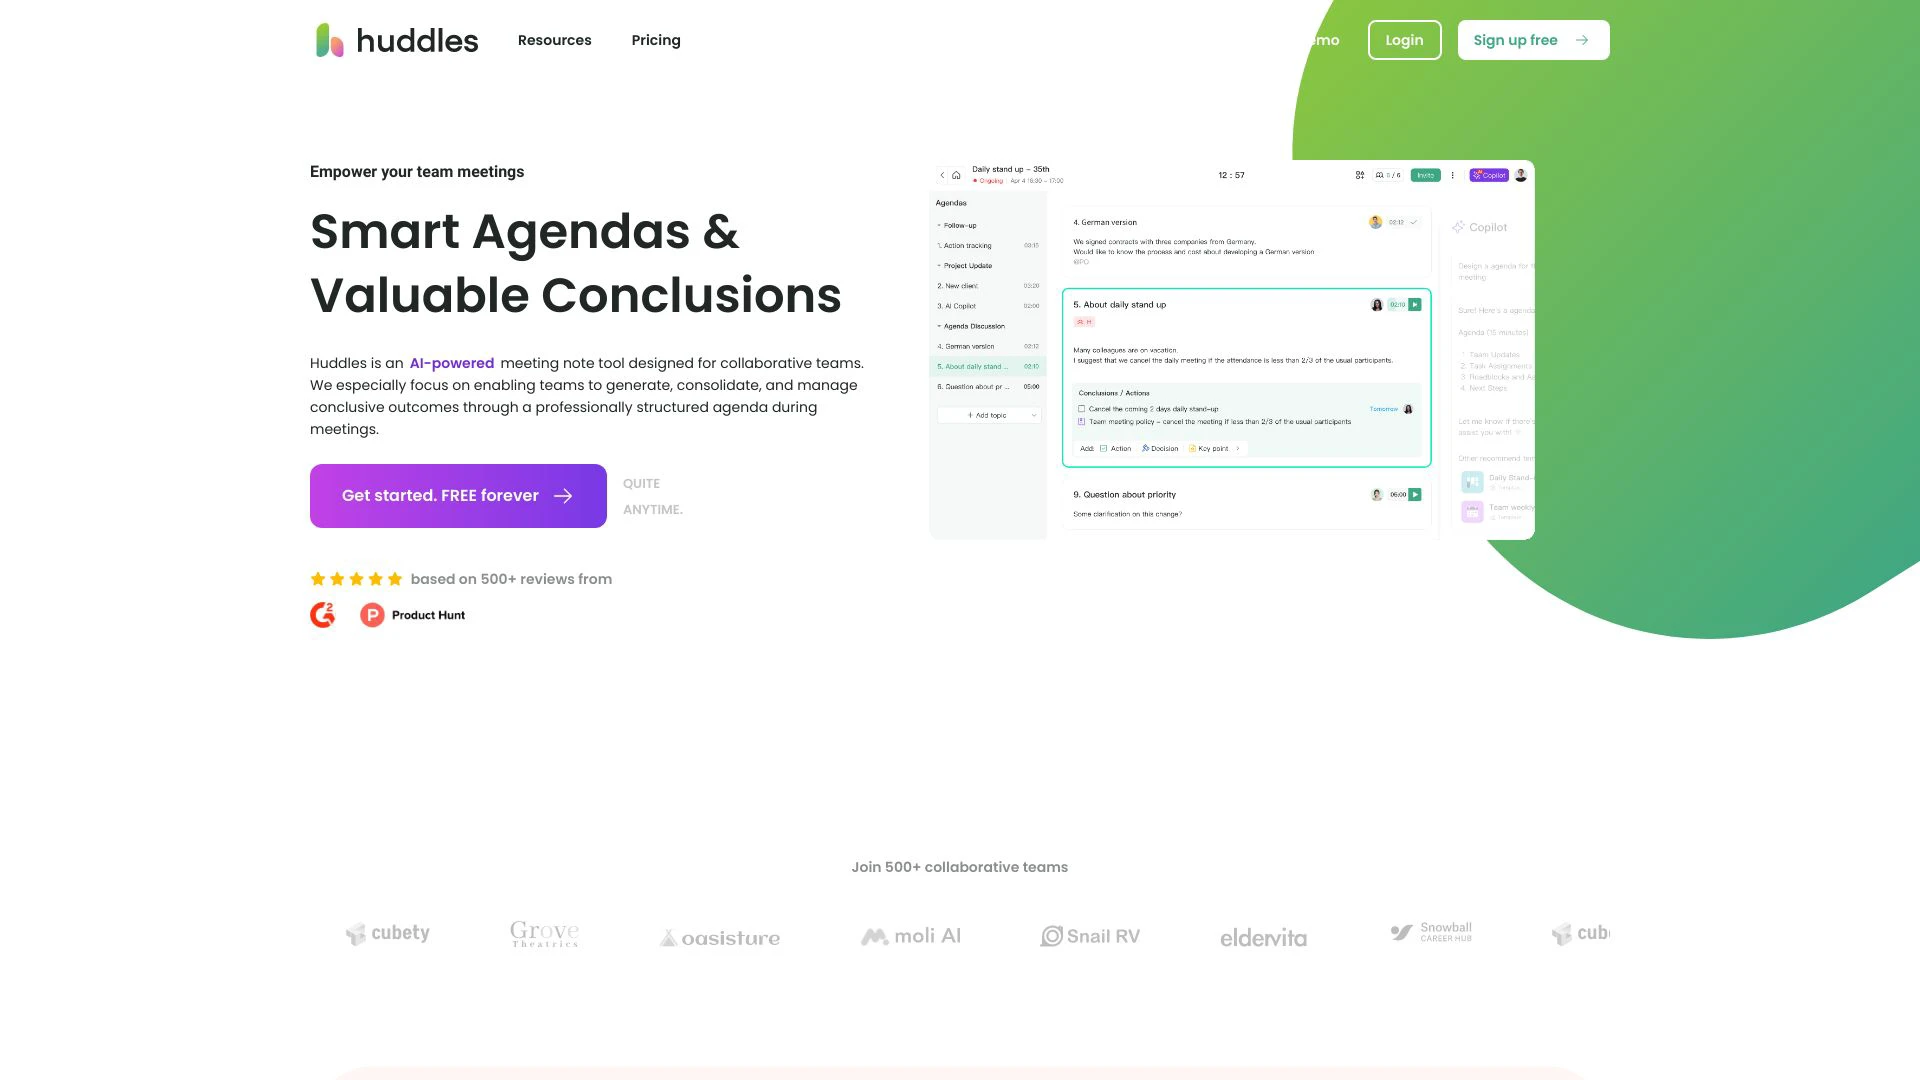 huddles
Resources
Pricing
emo
Login
Sign up free
Empower your team meetings
Smart Agendas &
Valuable Conclusions
Huddles is an AI-powered meeting note tool designed for collaborative teams.
We especially focus on enabling teams to generate, consolidate, and manage
conclusive outcomes through a professionally structured agenda during
meetings.
Get started. FREE forever
QUITE
ANYTIME.
based on 500+ reviews from
G2
Product Hunt
Daily stand up - 35th
Ongoing Apr 4 16:30 - 17:00
12 : 57
6 / 6
Invite
Copilot
Agendas
Follow-up
1. Action tracking 03:15
Project Update
2. New client 03:20
3. AI Copilot 02:00
Agenda Discussion
4. German version 02:12
5. About daily stand ... 02:10
6. Question about pr ... 05:00
+ Add topic
4. German version 02:12
We signed contracts with three companies from Germany.
Would like to know the process and cost about developing a German version
@PO
5. About daily stand up 02:10
H
Many colleagues are on vacation.
I suggest that we cancel the daily meeting if the attendance is less than 2/3 of the usual participants.
Conclusions / Actions
Cancel the coming 2 days daily stand-up Tomorrow
Team meeting policy - cancel the meeting if less than 2/3 of the usual participants
Add: Action Decision Key point
9. Question about priority 05:00
Some clarification on this change?
Copilot
Design a agenda for
meeting.
Sure! Here's a agenda
Agenda (15 minutes)
1. Team Updates
2. Task Assignments
3. Roadblocks and As
4. Next Steps
Let me know if there's
assist you with!
Other recommend tem
Daily Stand-
Template
Team weekly
Template
Join 500+ collaborative teams
cubety
Grove
Theatrics
oasisture
moli AI
Snail RV
eldervita
Snowball
CAREER HUB
cub